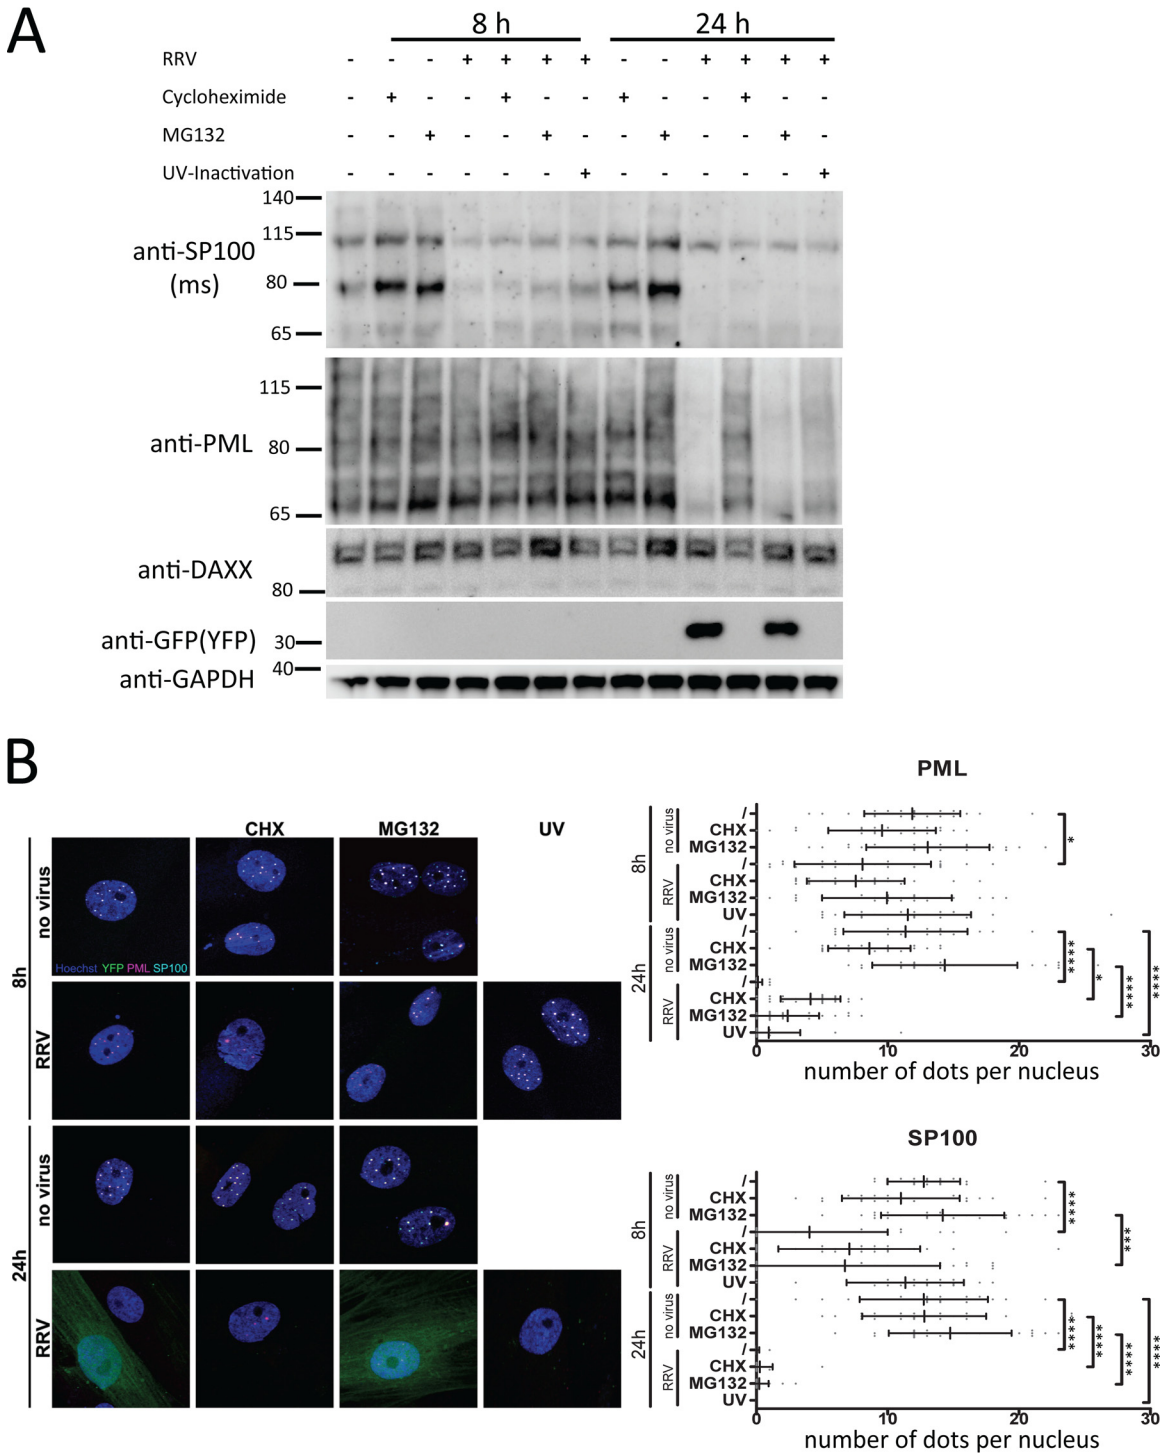 A
8 h 24 h
RRV - - - + + + + - - + + + +
Cycloheximide - + - - + - - + - - + - -
MG132 - - + - - + - - + - - + -
UV-Inactivation - - - - - - + - - - - - +
140
115
anti-SP100
(ms)
80
65
115
anti-PML
80
65
anti-DAXX
80
anti-GFP(YFP)
30
40
anti-GAPDH
B
CHX MG132 UV
8h
no virus
Hoechst YFP PML SP100
RRV
24h
no virus
RRV
PML
8h
no virus
/
CHX
MG132
*
RRV
/
CHX
MG132
UV
24h
no virus
/
CHX
MG132
****
*
****
****
RRV
/
CHX
MG132
UV
0 10 20 30
number of dots per nucleus
SP100
8h
no virus
/
CHX
MG132
****
***
RRV
/
CHX
MG132
UV
24h
no virus
/
CHX
MG132
****
****
****
****
RRV
/
CHX
MG132
UV
0 10 20 30
number of dots per nucleus